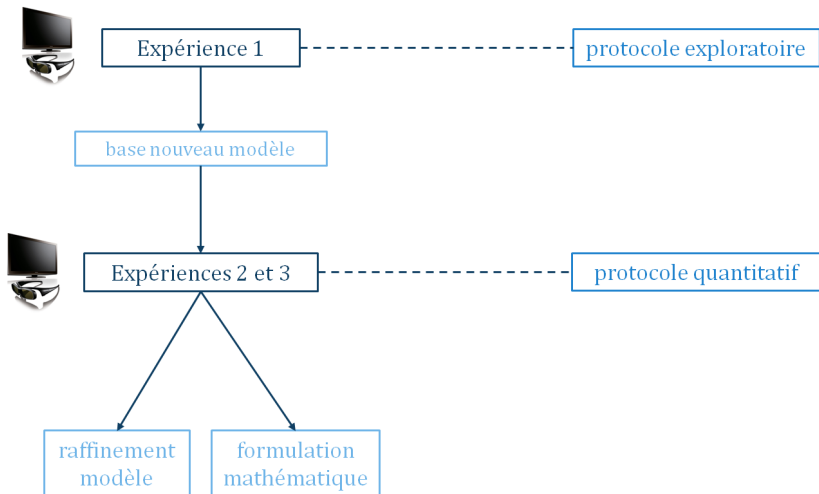 Expérience 1
protocole exploratoire
base nouveau modèle
Expériences 2 et 3
protocole quantitatif
raffinement
modèle
formulation
mathématique